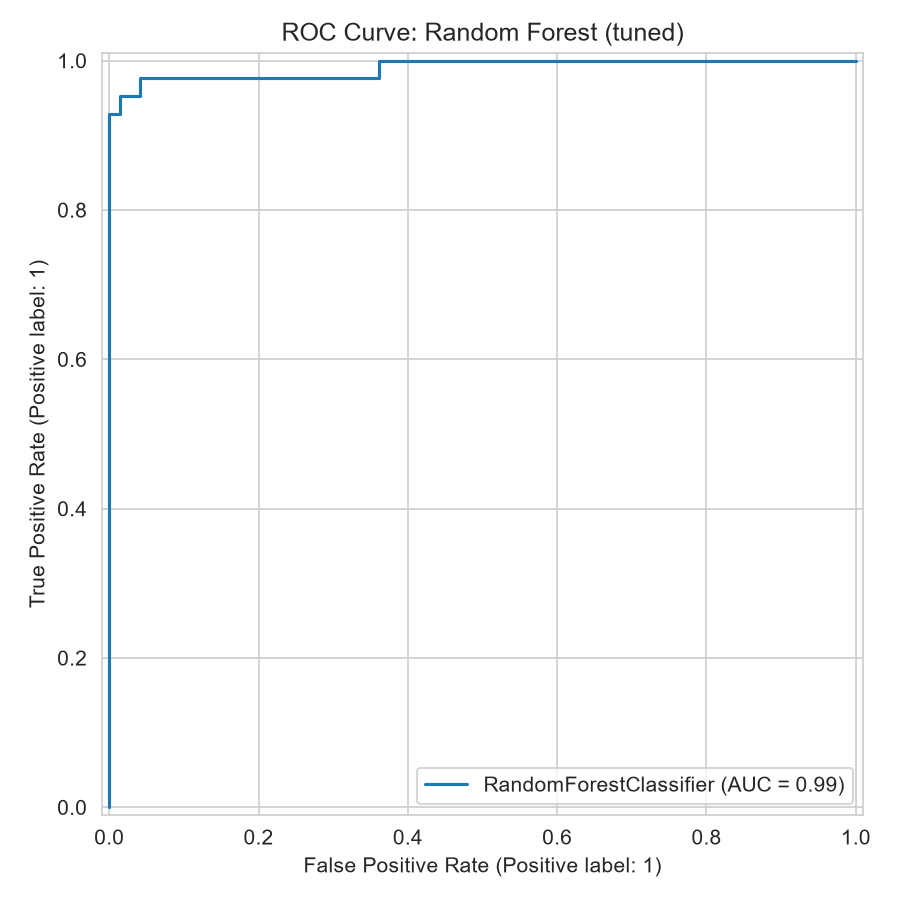 ROC Curve: Random Forest (tuned)
True Positive Rate (Positive label: 1)
1.0
0.8
0.6
0.4
0.2
0.0
RandomForestClassifier (AUC = 0.99)
0.0 0.2 0.4 0.6 0.8 1.0
False Positive Rate (Positive label: 1)